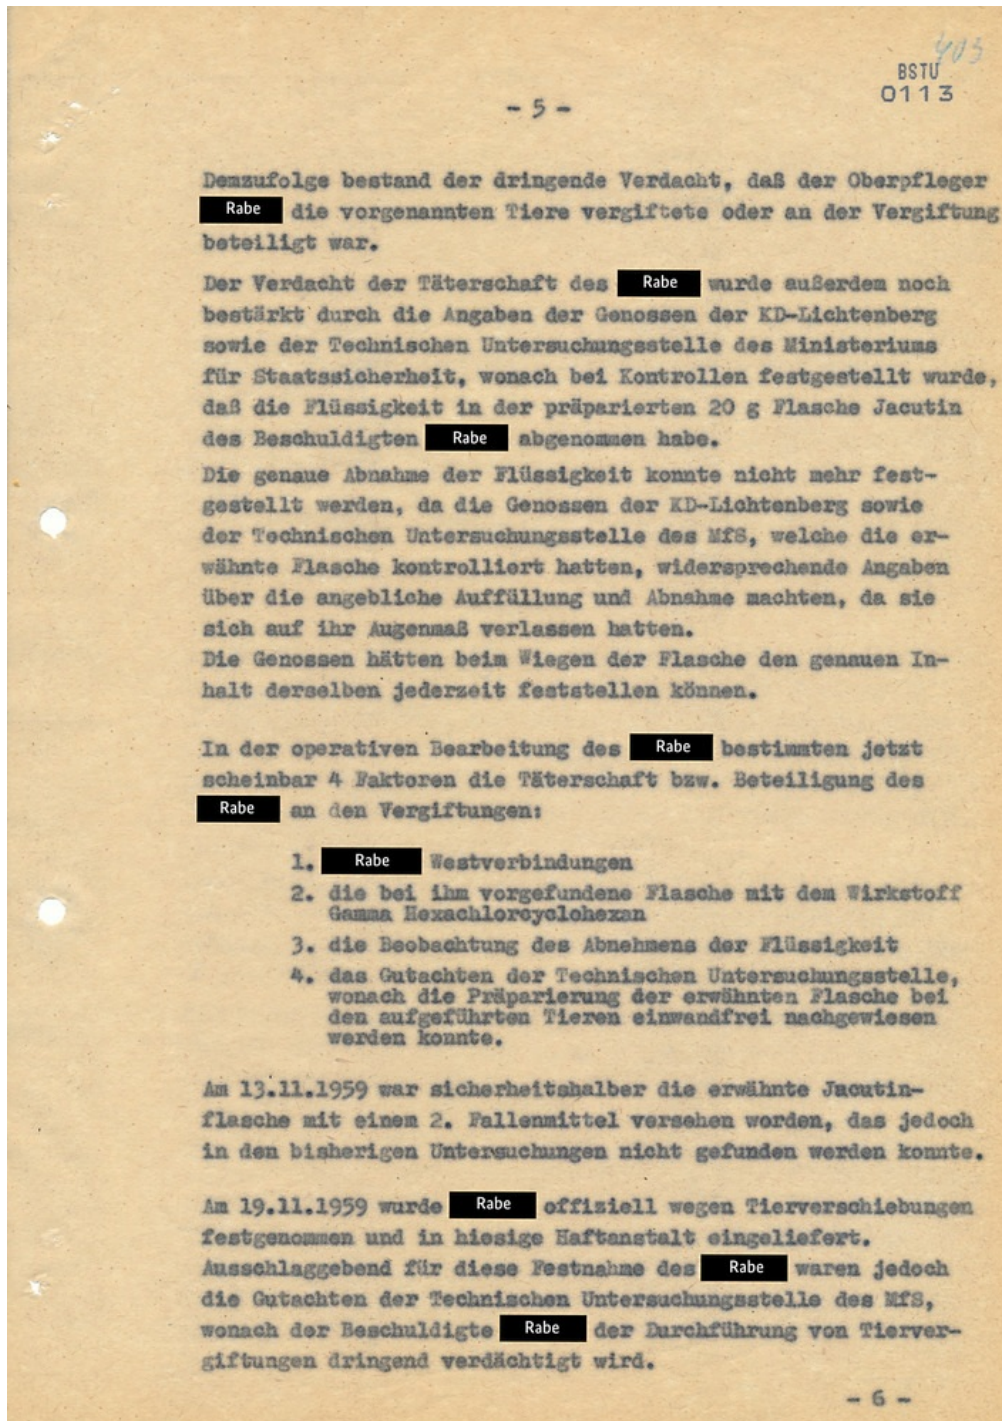 403
BSTU
0113
- 5 -
Demzufolge bestand der dringende Verdacht, daß der Oberpfleger
Rabe die vorgenannten Tiere vergiftete oder an der Vergiftung
beteiligt war.
Der Verdacht der Täterschaft des Rabe wurde außerdem noch
bestärkt durch die Angaben der Genossen der KD-Lichtenberg
sowie der Technischen Untersuchungsstelle des Ministeriums
für Staatssicherheit, wonach bei Kontrollen festgestellt wurde,
daß die Flüssigkeit in der präparierten 20 g Flasche Jacutin
des Beschuldigten Rabe abgenommen habe.
Die genaue Abnahme der Flüssigkeit konnte nicht mehr fest-
gestellt werden, da die Genossen der KD-Lichtenberg sowie
der Technischen Untersuchungsstelle des MfS, welche die er-
wähnte Flasche kontrolliert hatten, widersprechende Angaben
über die angebliche Auffüllung und Abnahme machten, da sie
sich auf ihr Augenmaß verlassen hatten.
Die Genossen hätten beim Wiegen der Flasche den genauen In-
halt derselben jederzeit feststellen können.
In der operativen Bearbeitung des Rabe bestimmten jetzt
scheinbar 4 Faktoren die Täterschaft bzw. Beteiligung des
Rabe an den Vergiftungen:
1. Rabe Westverbindungen
2. die bei ihm vorgefundene Flasche mit dem Wirkstoff
Gamma Hexachlorcyclohexan
3. die Beobachtung des Abnehmens der Flüssigkeit
4. das Gutachten der Technischen Untersuchungsstelle,
wonach die Präparierung der erwähnten Flasche bei
den aufgeführten Tieren einwandfrei nachgewiesen
werden konnte.
Am 13.11.1959 war sicherheitshalber die erwähnte Jacutin-
flasche mit einem 2. Fallenmittel versehen worden, das jedoch
in den bisherigen Untersuchungen nicht gefunden werden konnte.
Am 19.11.1959 wurde Rabe offiziell wegen Tierverschiebungen
festgenommen und in hiesige Haftanstalt eingeliefert.
Ausschlaggebend für diese Festnahme des Rabe waren jedoch
die Gutachten der Technischen Untersuchungsstelle des MfS,
wonach der Beschuldigte Rabe der Durchführung von Tierver-
giftungen dringend verdächtigt wird.
- 6 -